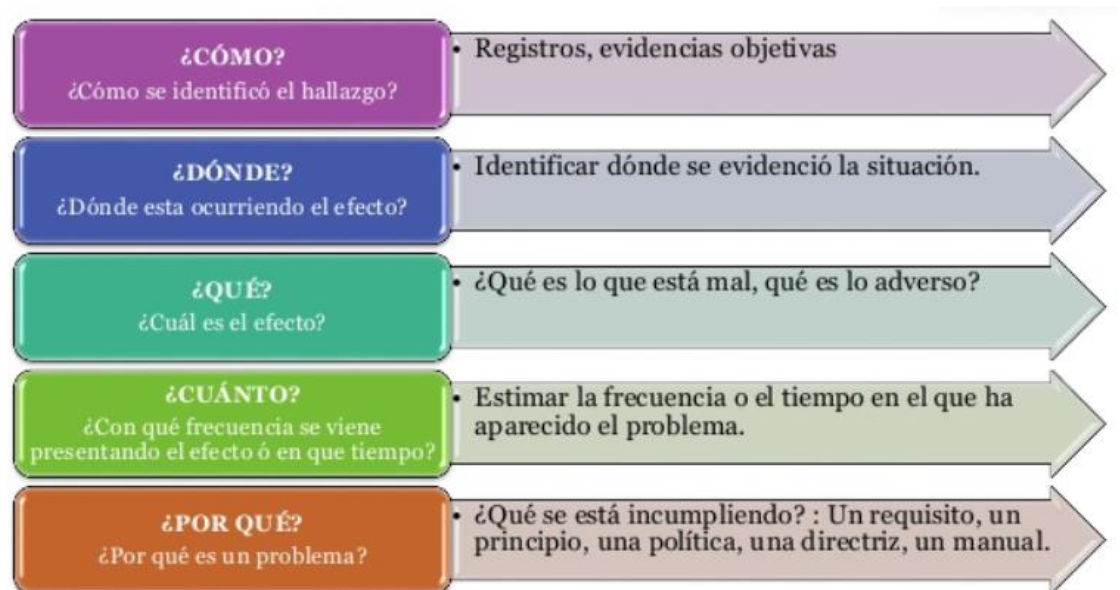 ¿CÓMO?
¿Cómo se identificó el hallazgo?
• Registros, evidencias objetivas
¿DÓNDE?
¿Dónde esta ocurriendo el efecto?
• Identificar dónde se evidenció la situación.
¿QUÉ?
¿Cuál es el efecto?
• ¿Qué es lo que está mal, qué es lo adverso?
¿CUÁNTO?
¿Con qué frecuencia se viene
presentando el efecto ó en que tiempo?
• Estimar la frecuencia o el tiempo en el que ha
aparecido el problema.
¿POR QUÉ?
¿Por qué es un problema?
• ¿Qué se está incumpliendo? : Un requisito, un
principio, una política, una directriz, un manual.